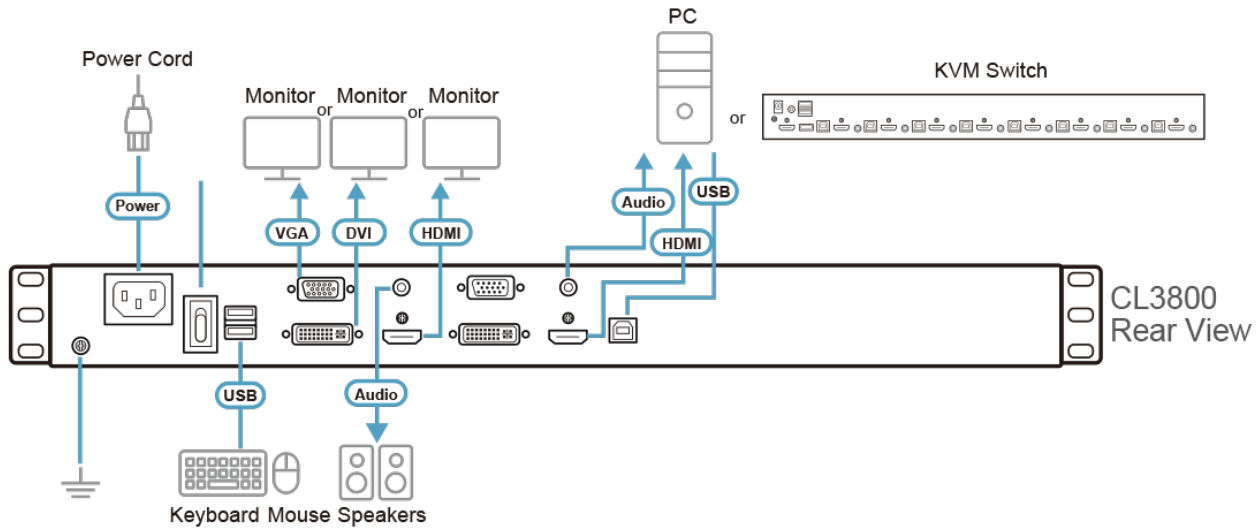 PC
Power Cord
KVM Switch
Monitor or Monitor or Monitor
or
Power
Audio
USB
VGA
DVI
HDMI
HDMI
CL3800
Rear View
USB
Audio
Keyboard Mouse Speakers